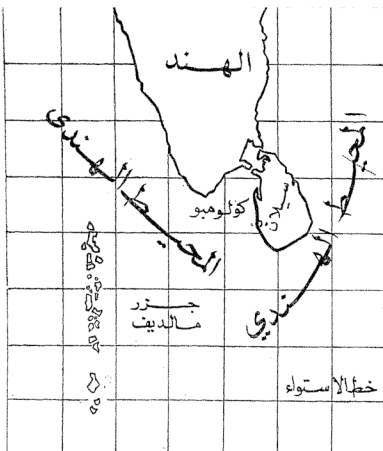 الهند
المحيط الهندي
المحيط الهندي
سيلان
كولومبو
جزر
مالديف
خط الاستواء